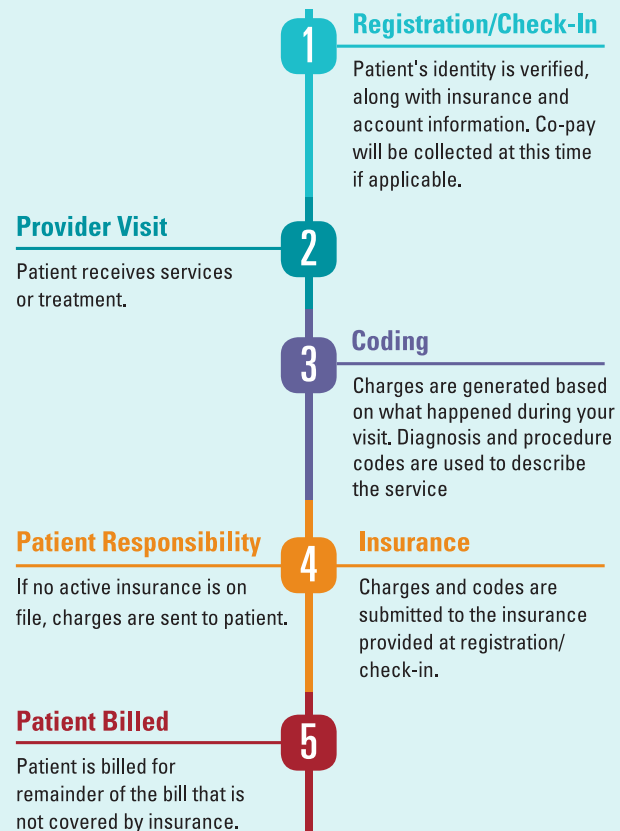 1
Registration/Check-In
Patient's identity is verified,
along with insurance and
account information. Co-pay
will be collected at this time
if applicable.
Provider Visit
2
Patient receives services
or treatment.
3
Coding
Charges are generated based
on what happened during your
visit. Diagnosis and procedure
codes are used to describe
the service
Patient Responsibility
If no active insurance is on
file, charges are sent to patient.
4
Insurance
Charges and codes are
submitted to the insurance
provided at registration/
check-in.
Patient Billed
5
Patient is billed for
remainder of the bill that is
not covered by insurance.